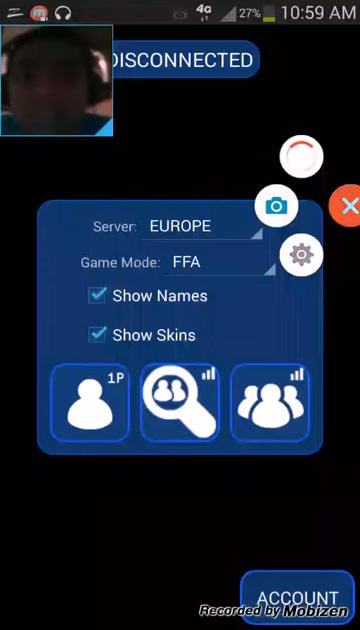 4G 27% 10:59 AM
DISCONNECTED
Server: EUROPE
Game Mode: FFA
Show Names
Show Skins
1P
ACCOUNT
Recorded by Mobizen